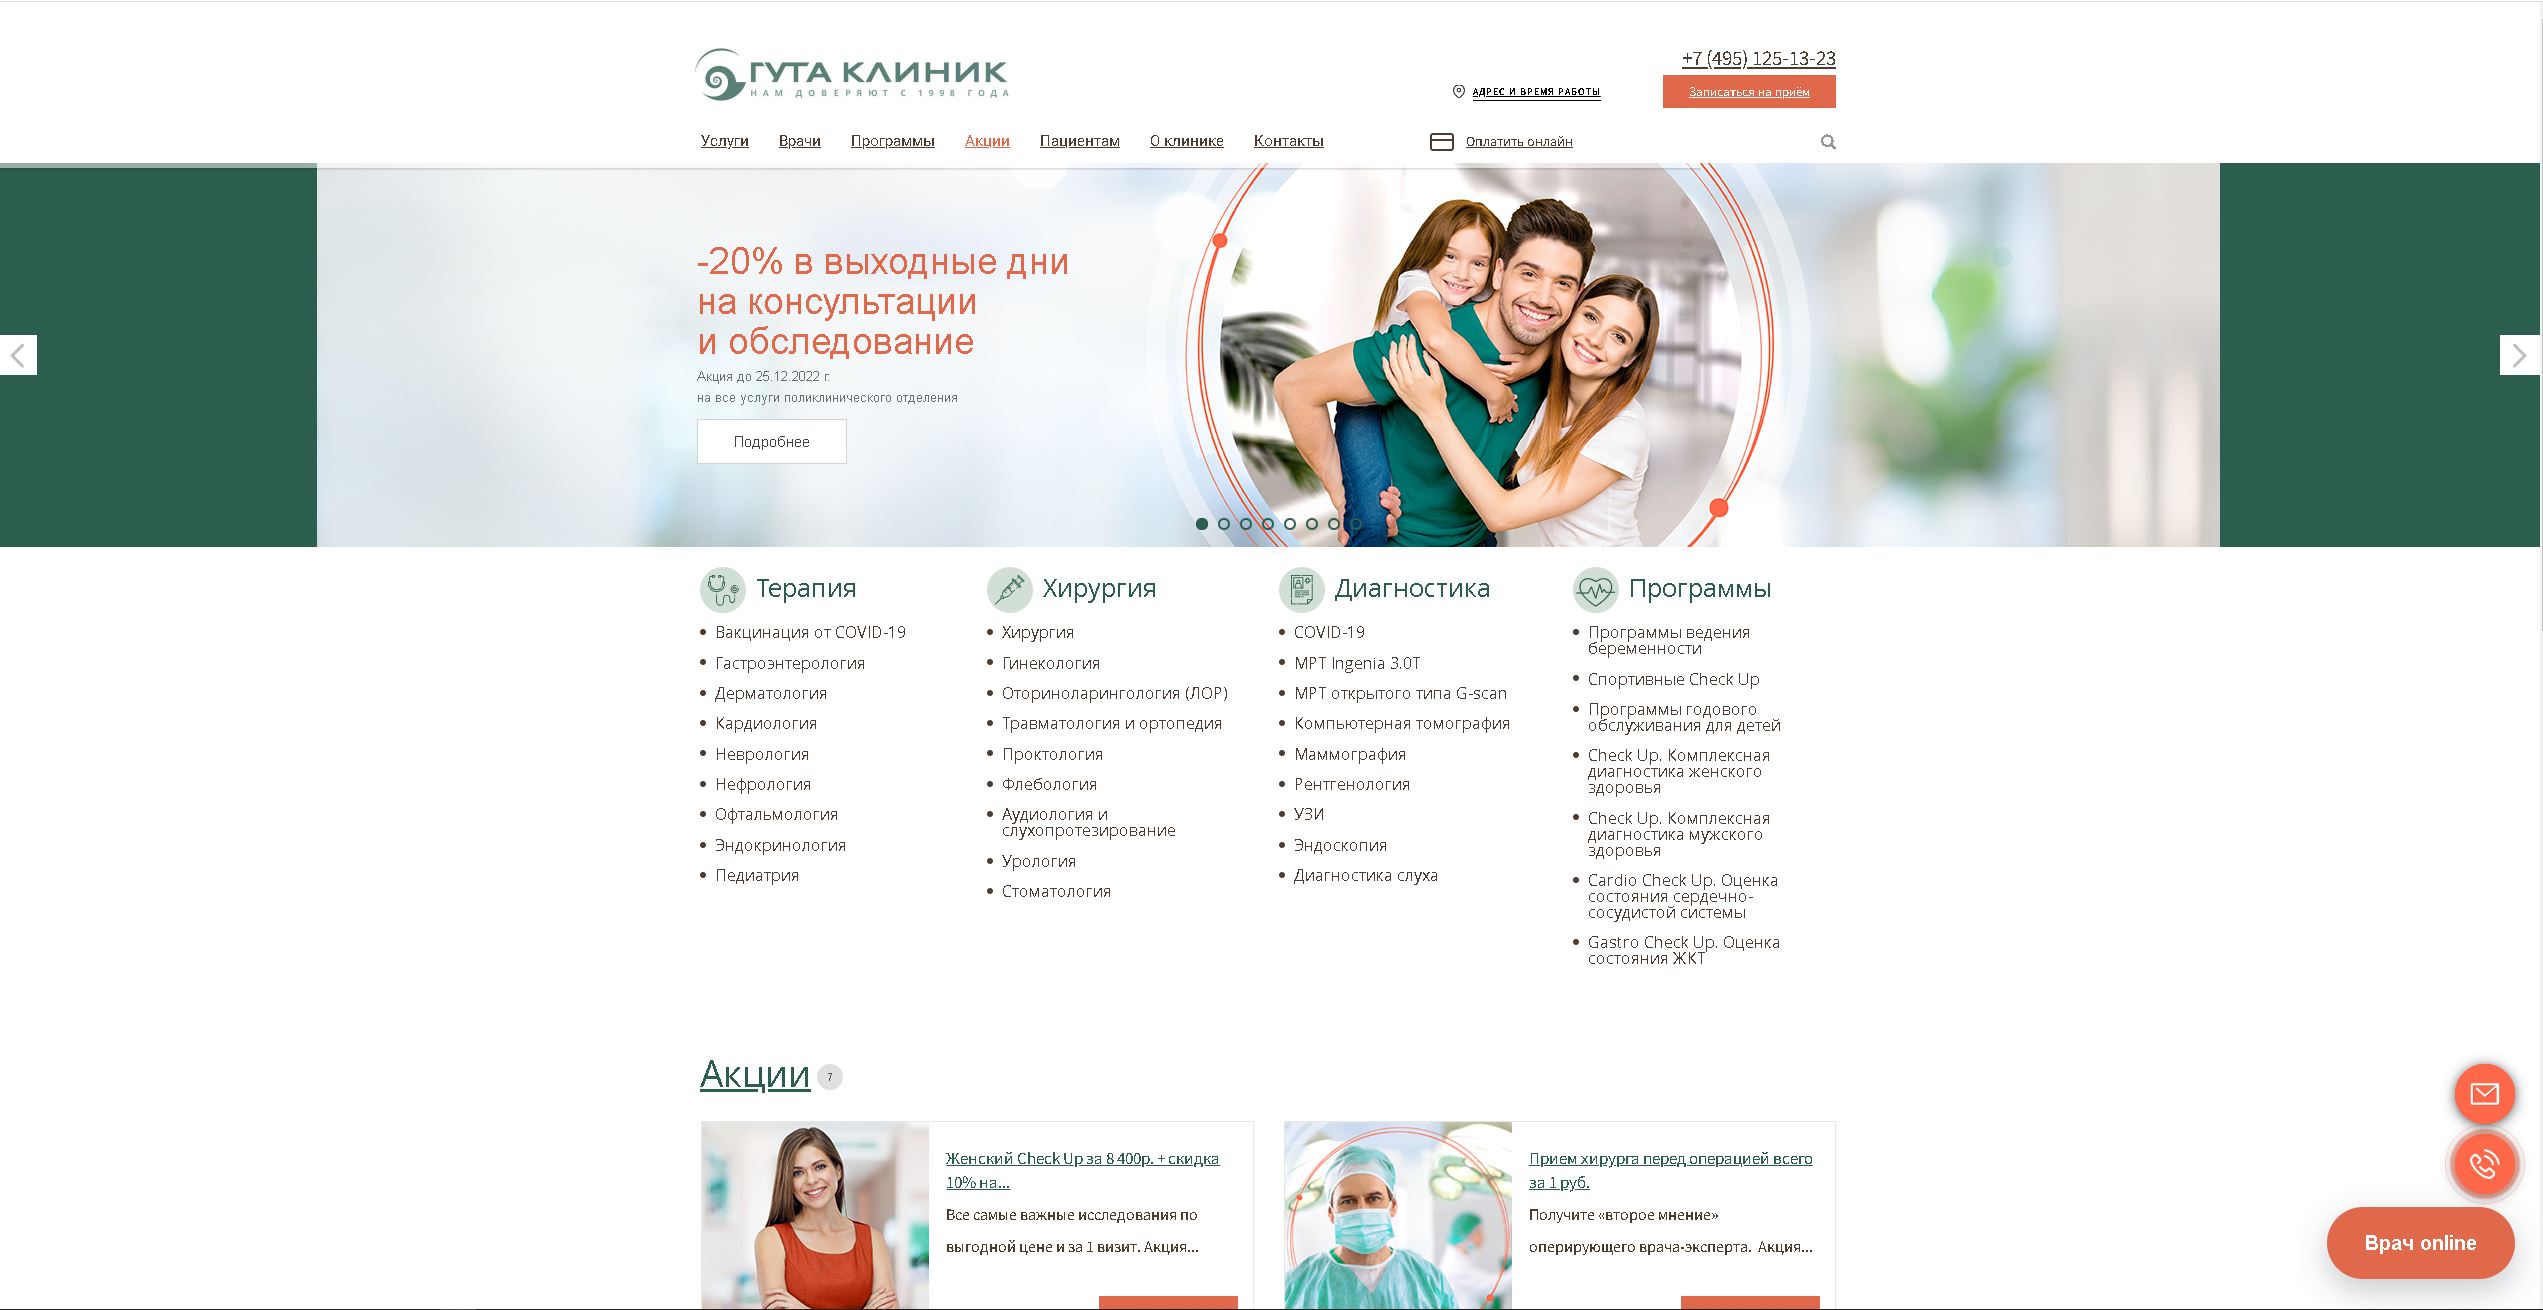 ГУТА КЛИНИК
НАМ ДОВЕРЯЮТ С 1998 ГОДА
АДРЕС И ВРЕМЯ РАБОТЫ
+7 (495) 125-13-23
Записаться на приём
Услуги
Врачи
Программы
Акции
Пациентам
О клинике
Контакты
Оплатить онлайн
-20% в выходные дни
на консультации
и обследование
Акция до 25.12.2022 г.
на все услуги поликлинического отделения
Подробнее
Терапия
Вакцинация от COVID-19
Гастроэнтерология
Дерматология
Кардиология
Неврология
Нефрология
Офтальмология
Эндокринология
Педиатрия
Хирургия
Хирургия
Гинекология
Оториноларингология (ЛОР)
Травматология и ортопедия
Проктология
Флебология
Аудиология и
слухопротезирование
Урология
Стоматология
Диагностика
COVID-19
МРТ Ingenia 3.0T
МРТ открытого типа G-scan
Компьютерная томография
Маммография
Рентгенология
УЗИ
Эндоскопия
Диагностика слуха
Программы
Программы ведения
беременности
Спортивные Check Up
Программы годового
обслуживания для детей
Check Up. Комплексная
диагностика женского
здоровья
Check Up. Комплексная
диагностика мужского
здоровья
Cardio Check Up. Оценка
состояния сердечно-
сосудистой системы
Gastro Check Up. Оценка
состояния ЖКТ
Акции 7
Женский Check Up за 8 400р. + скидка
10% на...
Все самые важные исследования по
выгодной цене и за 1 визит. Акция...
Прием хирурга перед операцией всего
за 1 руб.
Получите «второе мнение»
оперирующего врача-эксперта. Акция...
Врач online